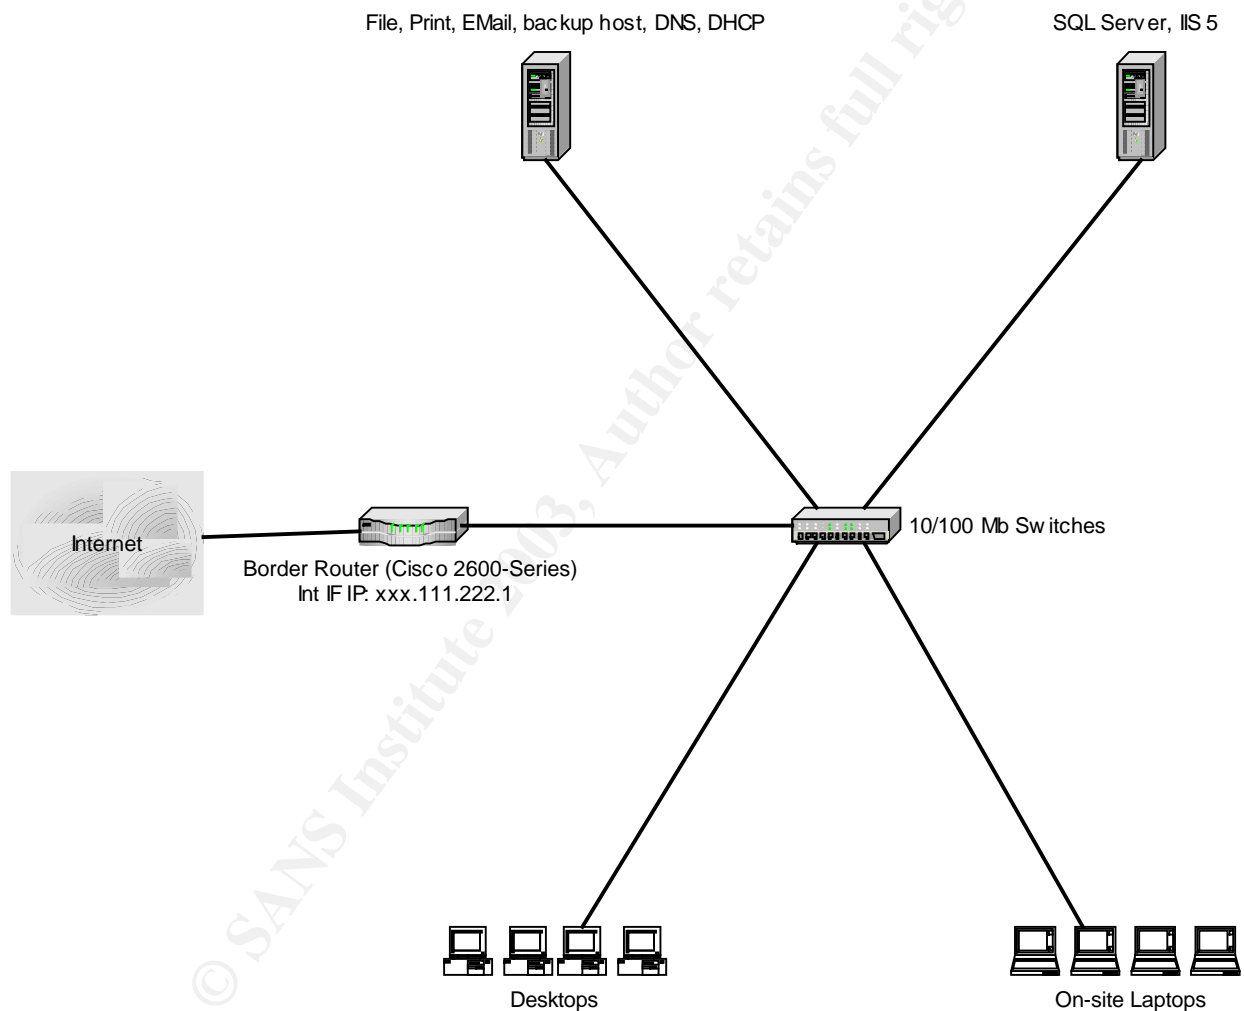 File, Print, EMail, backup host, DNS, DHCP
SQL Server, IIS 5
Internet
Border Router (Cisco 2600-Series)
Int IF IP: xxx.111.222.1
10/100 Mb Switches
Desktops
On-site Laptops
© SANS Institute 2003, Author retains full rig